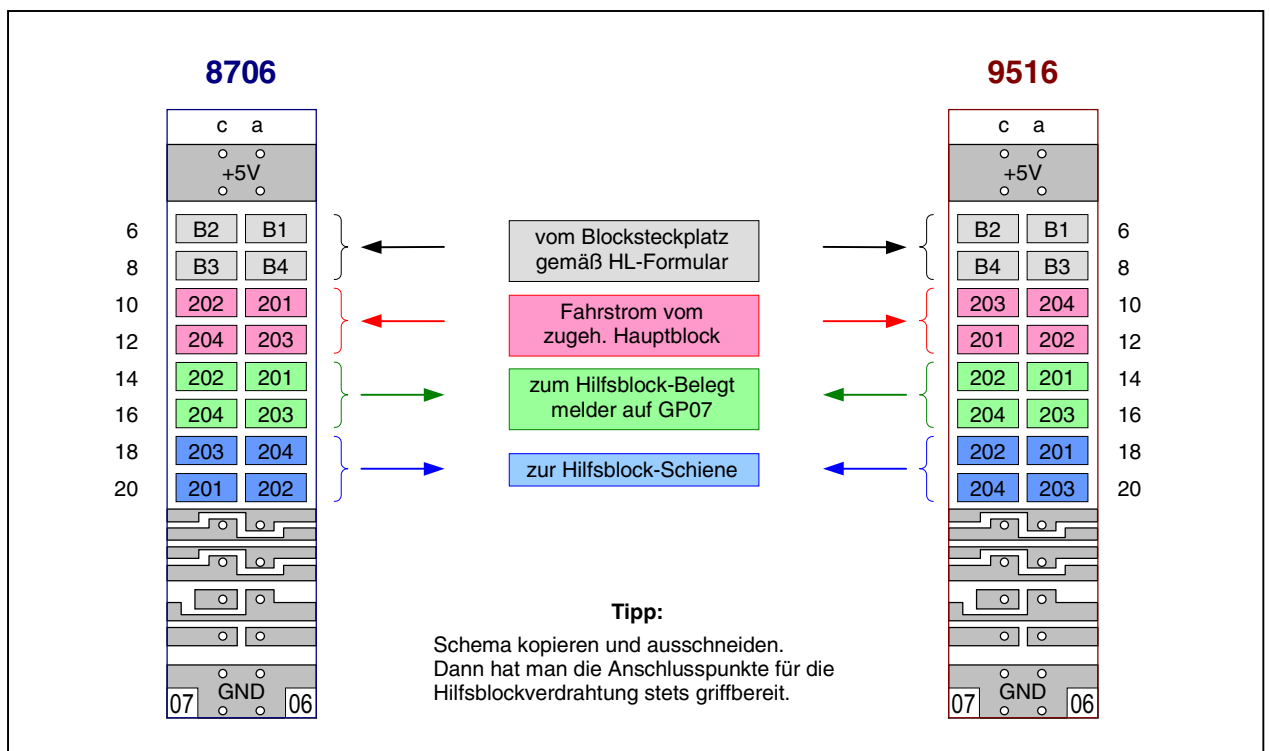 8706 9516
c a c a
+5V +5V
6 B2 B1 vom Blocksteckplatz B2 B1 6
8 B3 B4 gemäß HL-Formular B4 B3 8
10 202 201 Fahrstrom vom 203 204 10
12 204 203 zugeh. Hauptblock 201 202 12
14 202 201 zum Hilfsblock-Belegt 202 201 14
16 204 203 melder auf GP07 204 203 16
18 203 204 zur Hilfsblock-Schiene 202 201 18
20 201 202 204 203 20
Tipp:
Schema kopieren und ausschneiden.
Dann hat man die Anschlusspunkte für die
Hilfsblockverdrahtung stets griffbereit.
07 GND 06 07 GND 06